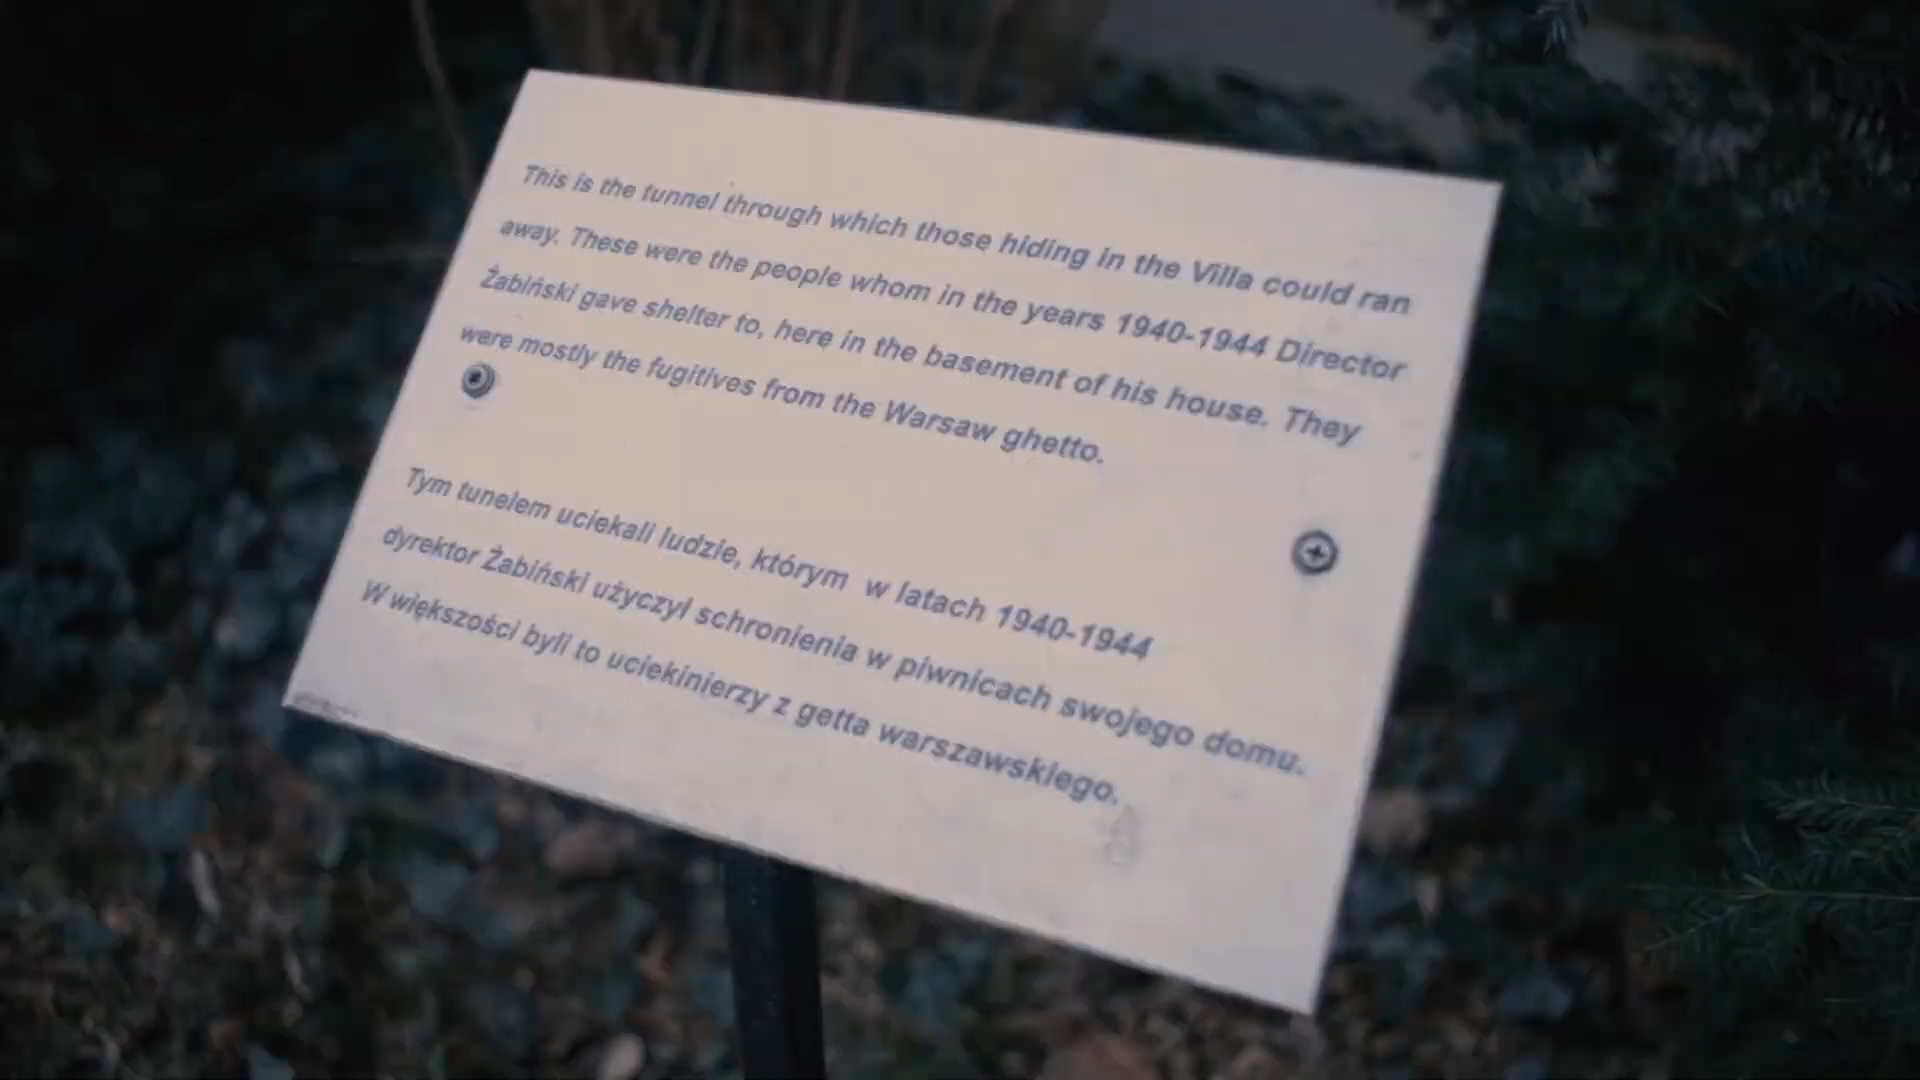 This is the tunnel through which those hiding in the Villa could ran
away. These were the people whom in the years 1940-1944 Director
Żabiński gave shelter to, here in the basement of his house. They
were mostly the fugitives from the Warsaw ghetto.
Tym tunelem uciekali ludzie, którym w latach 1940-1944
dyrektor Żabiński użyczył schronienia w piwnicach swojego domu.
W większości byli to uciekinierzy z getta warszawskiego.